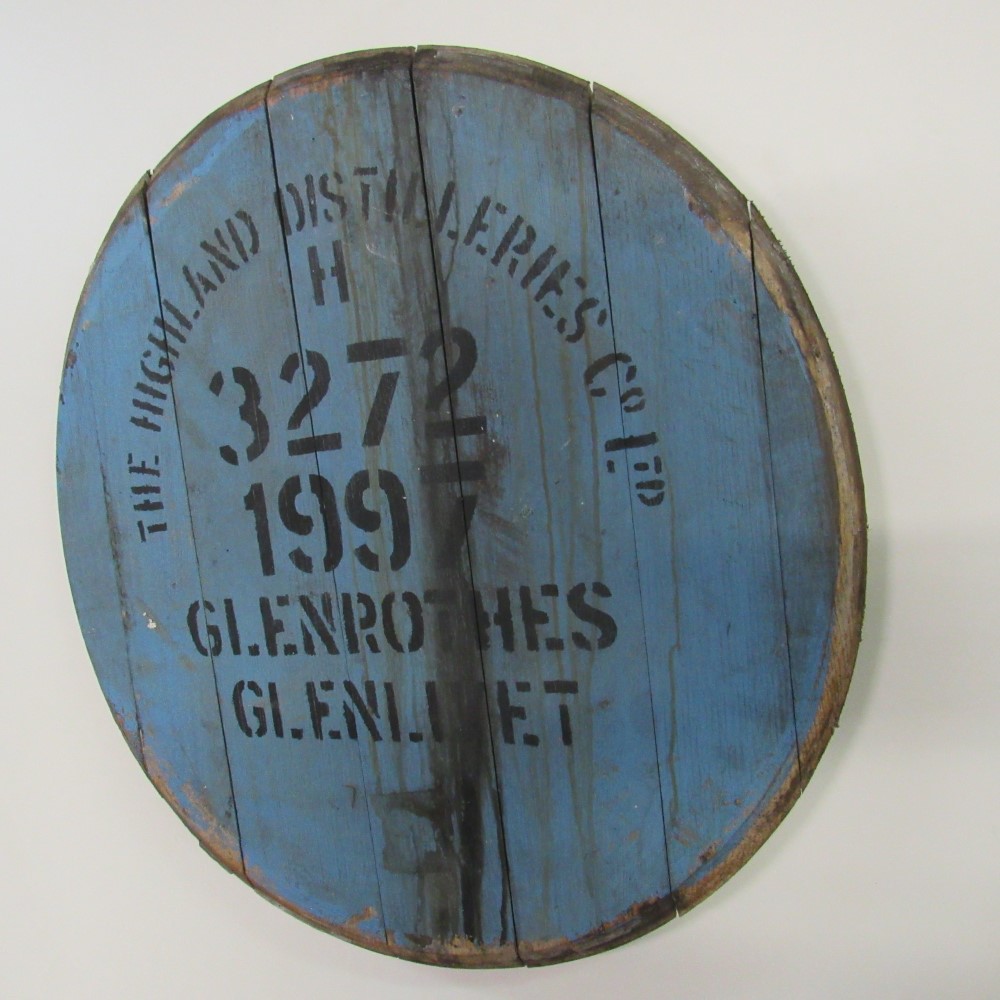 THE HIGHLAND DISTILLERIES Co LTD
H
3272
1997
GLENROTHES
GLENLIVET